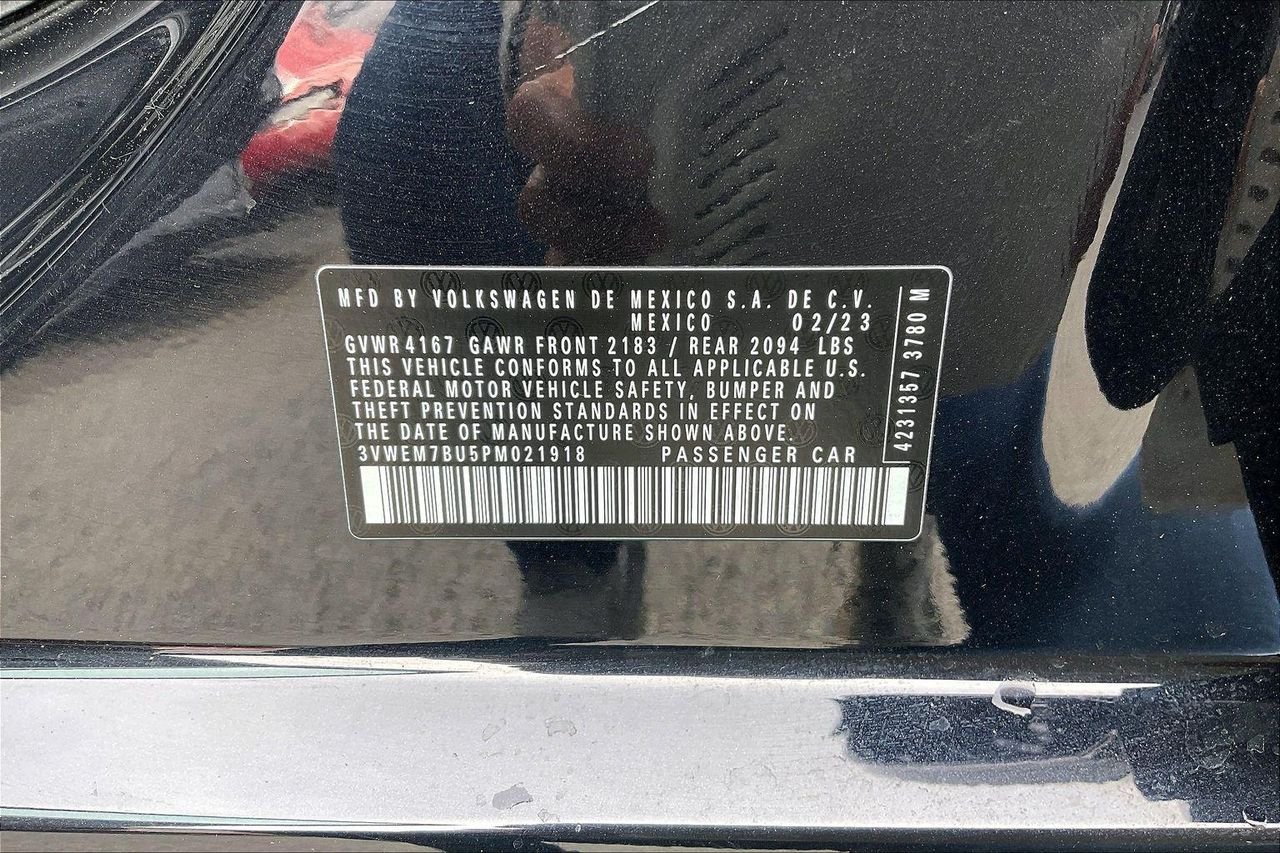 MFD BY VOLKSWAGEN DE MEXICO S.A. DE C.V.
MEXICO 02/23
GVWR 4167 GAWR FRONT 2183 / REAR 2094 LBS
THIS VEHICLE CONFORMS TO ALL APPLICABLE U.S.
FEDERAL MOTOR VEHICLE SAFETY, BUMPER AND
THEFT PREVENTION STANDARDS IN EFFECT ON
THE DATE OF MANUFACTURE SHOWN ABOVE.
3VWEM7BU5PM021918 PASSENGER CAR
4231357 3780 M